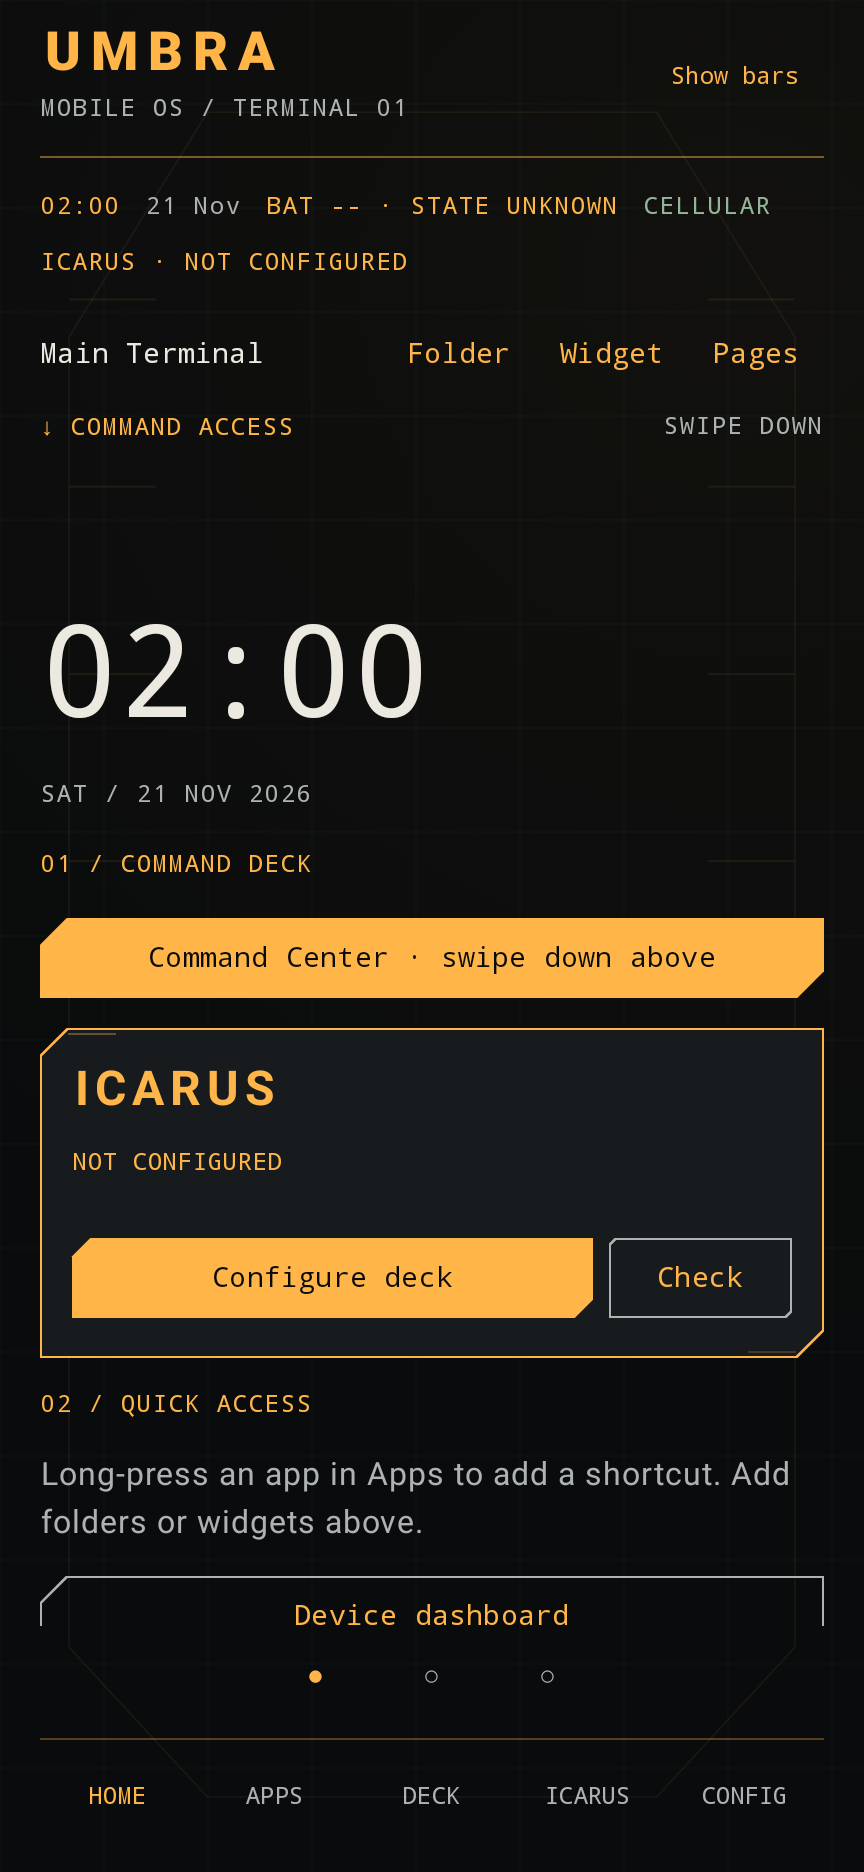 UMBRA
Show bars
MOBILE OS / TERMINAL 01
02:00 21 Nov BAT -- · STATE UNKNOWN CELLULAR
ICARUS · NOT CONFIGURED
Main Terminal Folder Widget Pages
↓ COMMAND ACCESS SWIPE DOWN
02:00
SAT / 21 NOV 2026
01 / COMMAND DECK
Command Center · swipe down above
ICARUS
NOT CONFIGURED
Configure deck Check
02 / QUICK ACCESS
Long-press an app in Apps to add a shortcut. Add
folders or widgets above.
Device dashboard
HOME APPS DECK ICARUS CONFIG